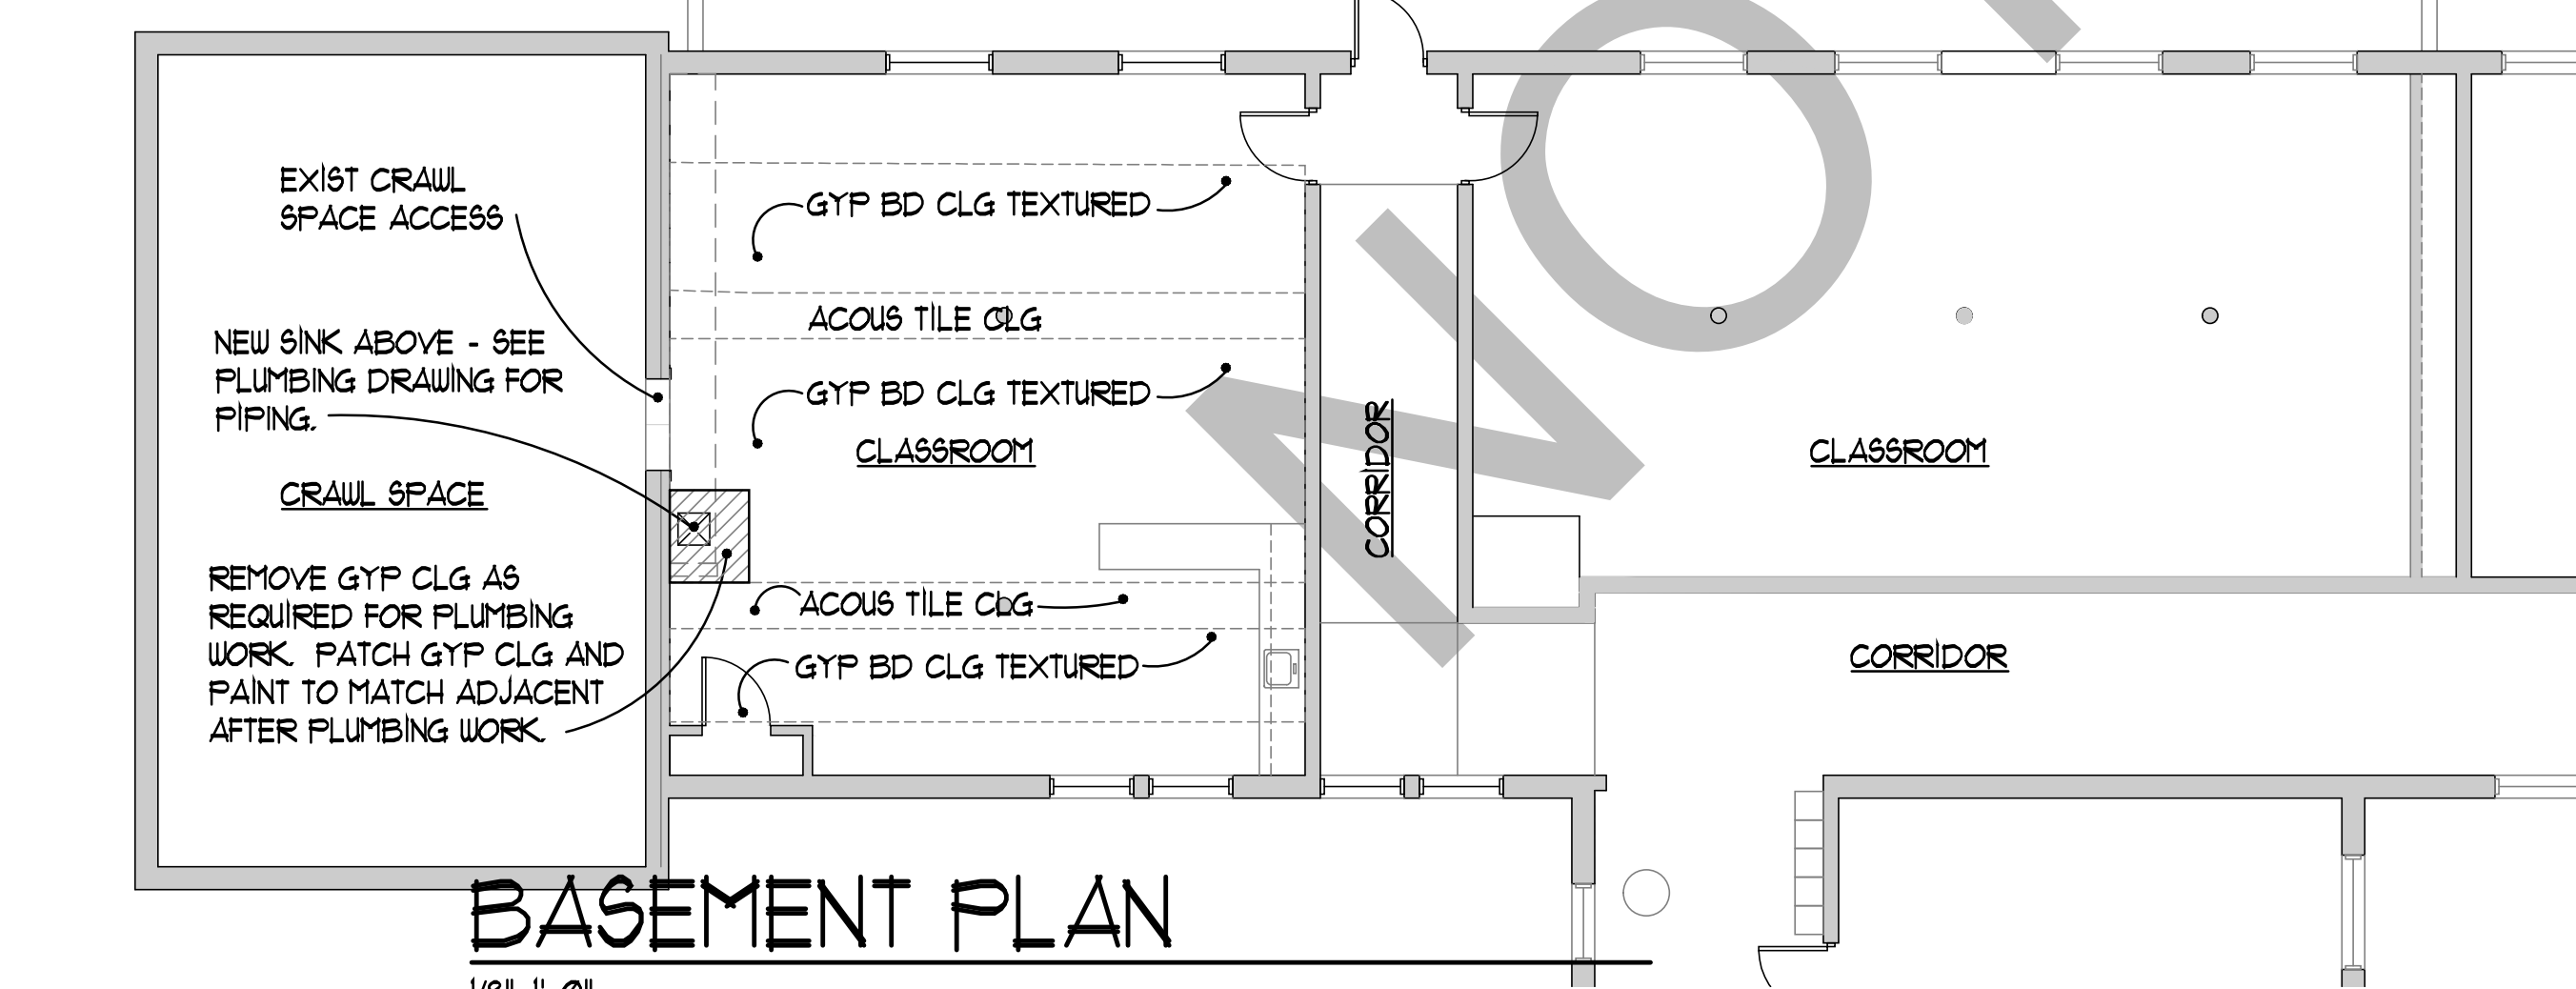 EXIST CRAWL
SPACE ACCESS
NEW SINK ABOVE - SEE
PLUMBING DRAWING FOR
PIPING.
CRAWL SPACE
REMOVE GYP CLG AS
REQUIRED FOR PLUMBING
WORK. PATCH GYP CLG AND
PAINT TO MATCH ADJACENT
AFTER PLUMBING WORK.
GYP BD CLG TEXTURED
ACOUS TILE CLG
GYP BD CLG TEXTURED
CLASSROOM
ACOUS TILE CLG
GYP BD CLG TEXTURED
CORRIDOR
CLASSROOM
CORRIDOR
NO
BASEMENT PLAN